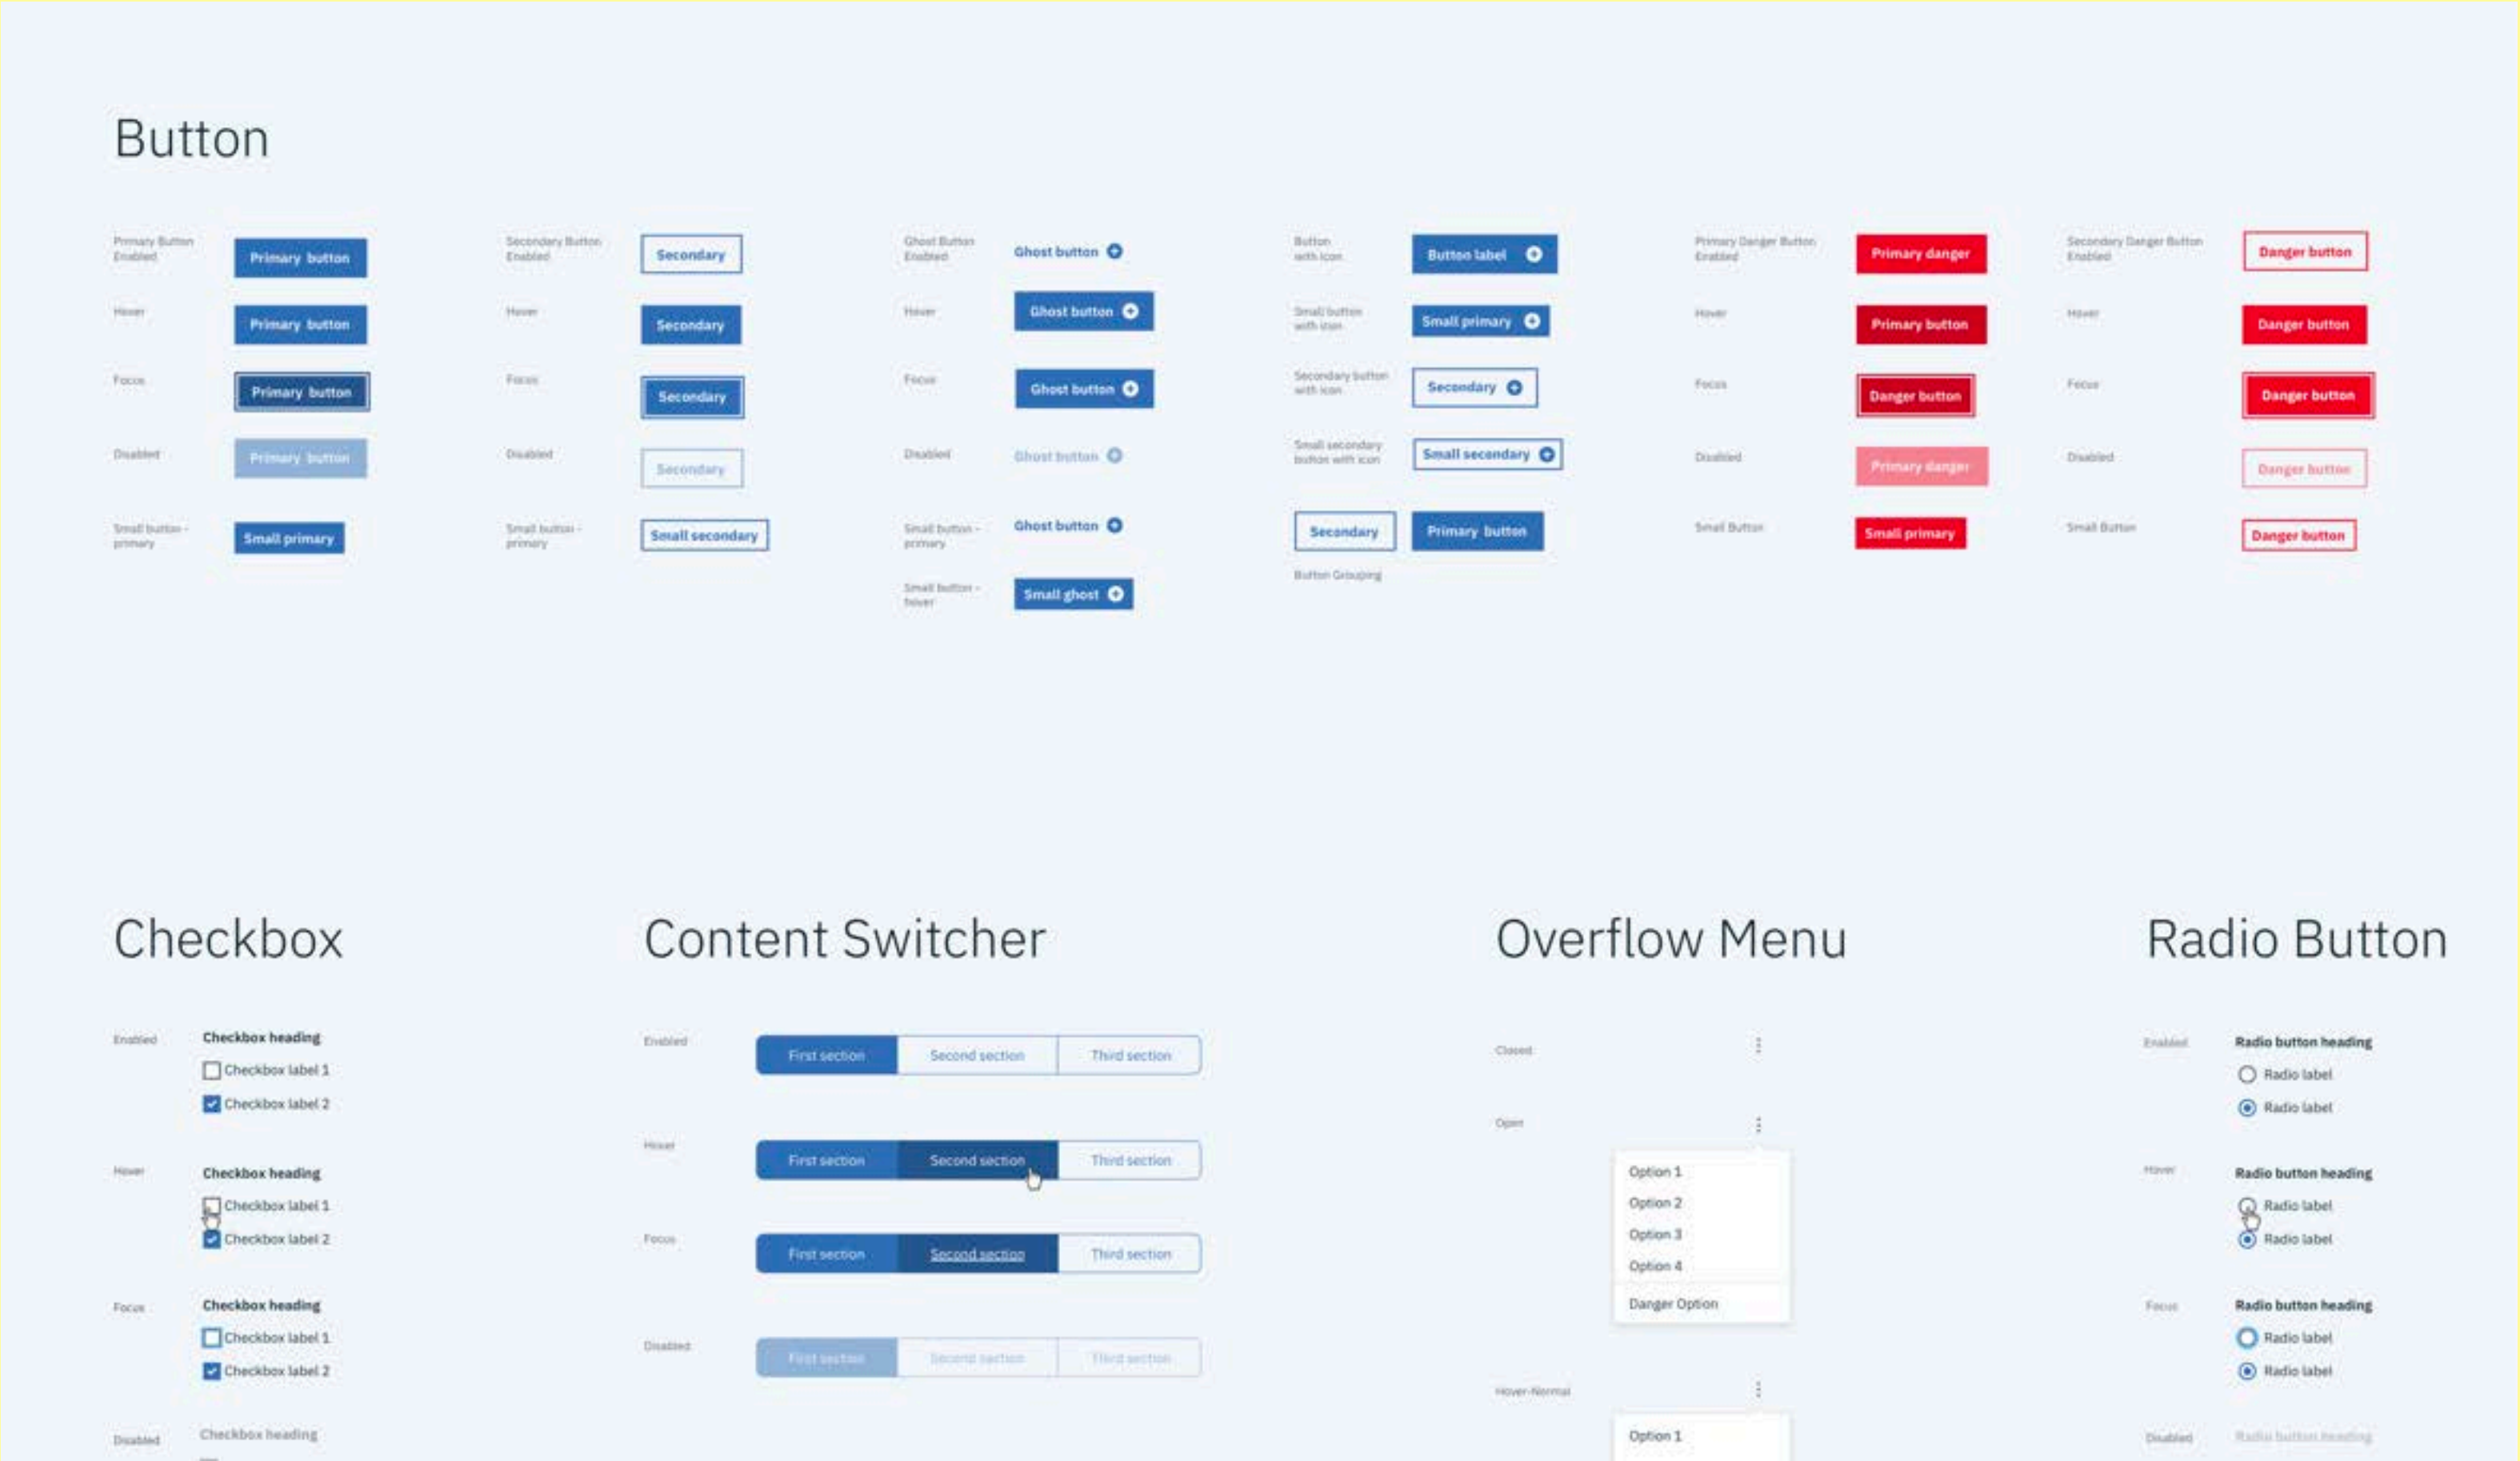 Button
Primary Button
Enabled
Primary button
Hover
Primary button
Focus
Primary button
Disabled
Primary button
Small button -
primary
Small primary
Secondary Button
Enabled
Secondary
Hover
Secondary
Focus
Secondary
Disabled
Secondary
Small button -
primary
Small secondary
Ghost Button
Enabled
Ghost button
Hover
Ghost button
Focus
Ghost button
Disabled
Ghost button
Small button -
primary
Ghost button
Small button -
hover
Small ghost
Button
with icon
Button label
Small button
with icon
Small primary
Secondary button
with icon
Secondary
Small secondary
button with icon
Small secondary
Secondary
Primary button
Button Grouping
Primary Danger Button
Enabled
Primary danger
Hover
Primary button
Focus
Danger button
Disabled
Primary danger
Small Button
Small primary
Secondary Danger Button
Enabled
Danger button
Hover
Danger button
Focus
Danger button
Disabled
Danger button
Small Button
Danger button
Checkbox
Enabled
Checkbox heading
Checkbox label 1
Checkbox label 2
Hover
Checkbox heading
Checkbox label 1
Checkbox label 2
Focus
Checkbox heading
Checkbox label 1
Checkbox label 2
Disabled
Checkbox heading
Content Switcher
Enabled
First section
Second section
Third section
Hover
First section
Second section
Third section
Focus
First section
Second section
Third section
Disabled
First section
Second section
Third section
Overflow Menu
Closed
Open
Option 1
Option 2
Option 3
Option 4
Danger Option
Hover-Normal
Option 1
Radio Button
Enabled
Radio button heading
Radio label
Radio label
Hover
Radio button heading
Radio label
Radio label
Focus
Radio button heading
Radio label
Radio label
Disabled
Radio button heading